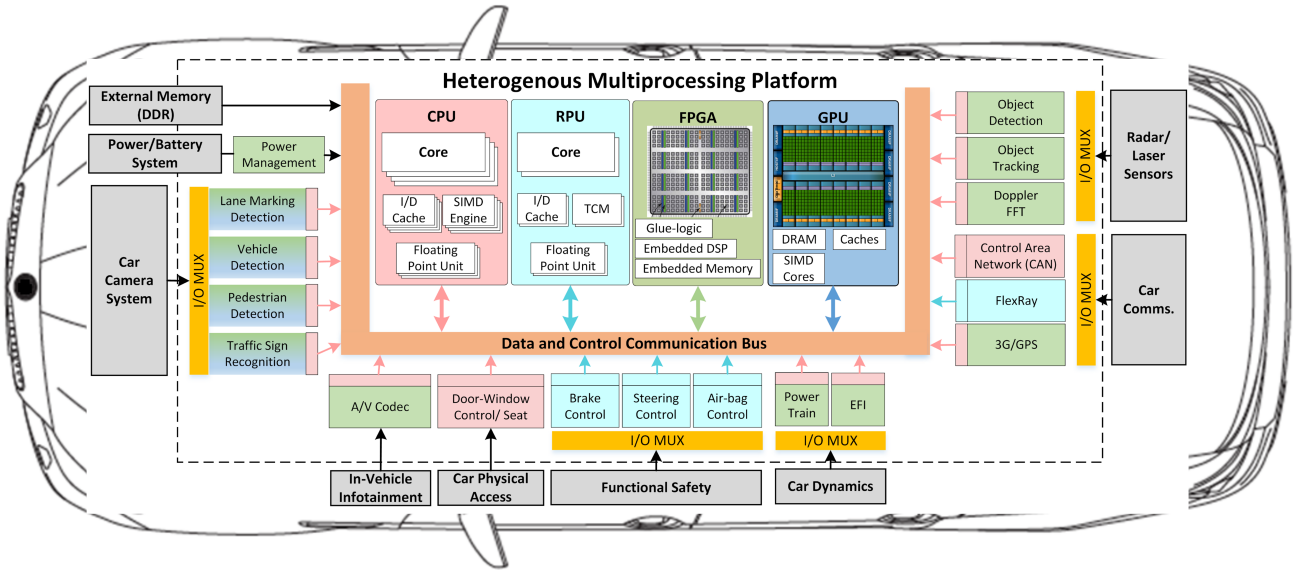 Heterogenous Multiprocessing Platform
External Memory
(DDR)
Power/Battery
System
Power
Management
Car
Camera
System
I/O MUX
Lane Marking
Detection
Vehicle
Detection
Pedestrian
Detection
Traffic Sign
Recognition
CPU
Core
I/D
Cache
SIMD
Engine
Floating
Point Unit
RPU
Core
I/D
Cache
TCM
Floating
Point Unit
FPGA
Glue-logic
Embedded DSP
Embedded Memory
GPU
DRAM
Caches
SIMD
Cores
Data and Control Communication Bus
Object
Detection
Object
Tracking
Doppler
FFT
I/O MUX
Radar/
Laser
Sensors
Control Area
Network (CAN)
FlexRay
3G/GPS
I/O MUX
Car
Comms.
A/V Codec
Door-Window
Control/ Seat
Brake
Control
Steering
Control
Air-bag
Control
Power
Train
EFI
I/O MUX
I/O MUX
In-Vehicle
Infotainment
Car Physical
Access
Functional Safety
Car Dynamics